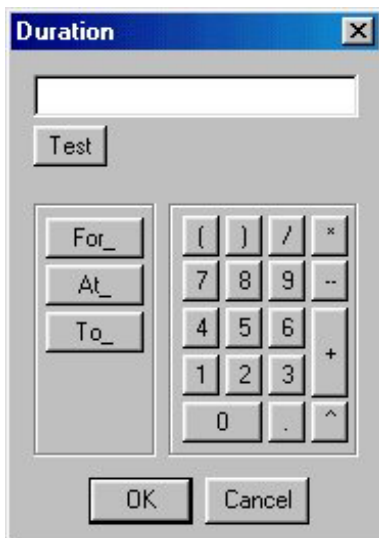 Duration
Test
For_ ( ) / *
At_ 7 8 9 --
To_ 4 5 6 +
1 2 3
0 . ^
OK Cancel